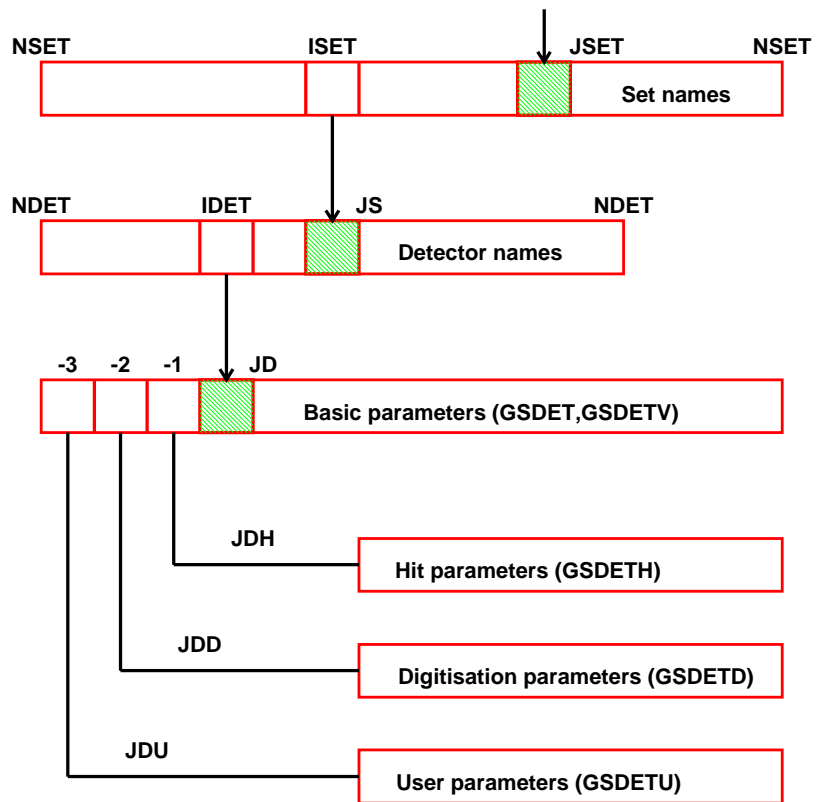 NSET ISET JSET NSET
Set names
NDET IDET JS NDET
Detector names
-3 -2 -1 JD
Basic parameters (GSDET,GSDETV)
JDH
Hit parameters (GSDETH)
JDD
Digitisation parameters (GSDETD)
JDU
User parameters (GSDETU)